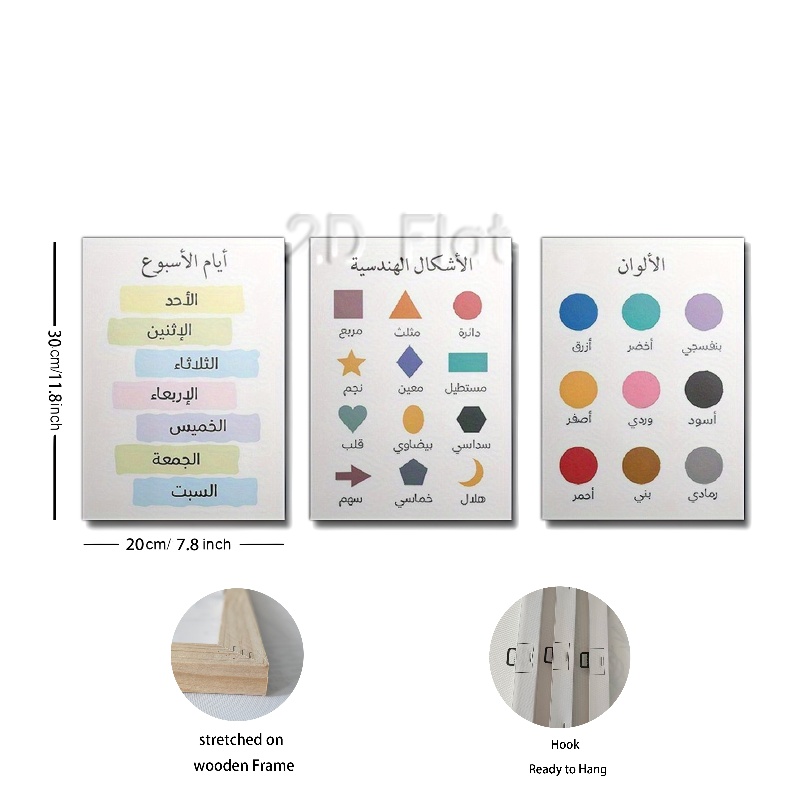 2D Flat
أيام الأسبوع
الأحد
الإثنين
الثلاثاء
الإربعاء
الخميس
الجمعة
السبت
الأشكال الهندسية
دائرة
مثلث
مربع
مستطيل
معين
نجم
سداسي
بيضاوي
قلب
هلال
خماسي
سهم
الألوان
بنفسجي
أخضر
أزرق
أسود
وردي
أصفر
رمادي
بني
أحمر
30cm/11.8inch
20cm/ 7.8 inch
stretched on
wooden Frame
Hook
Ready to Hang